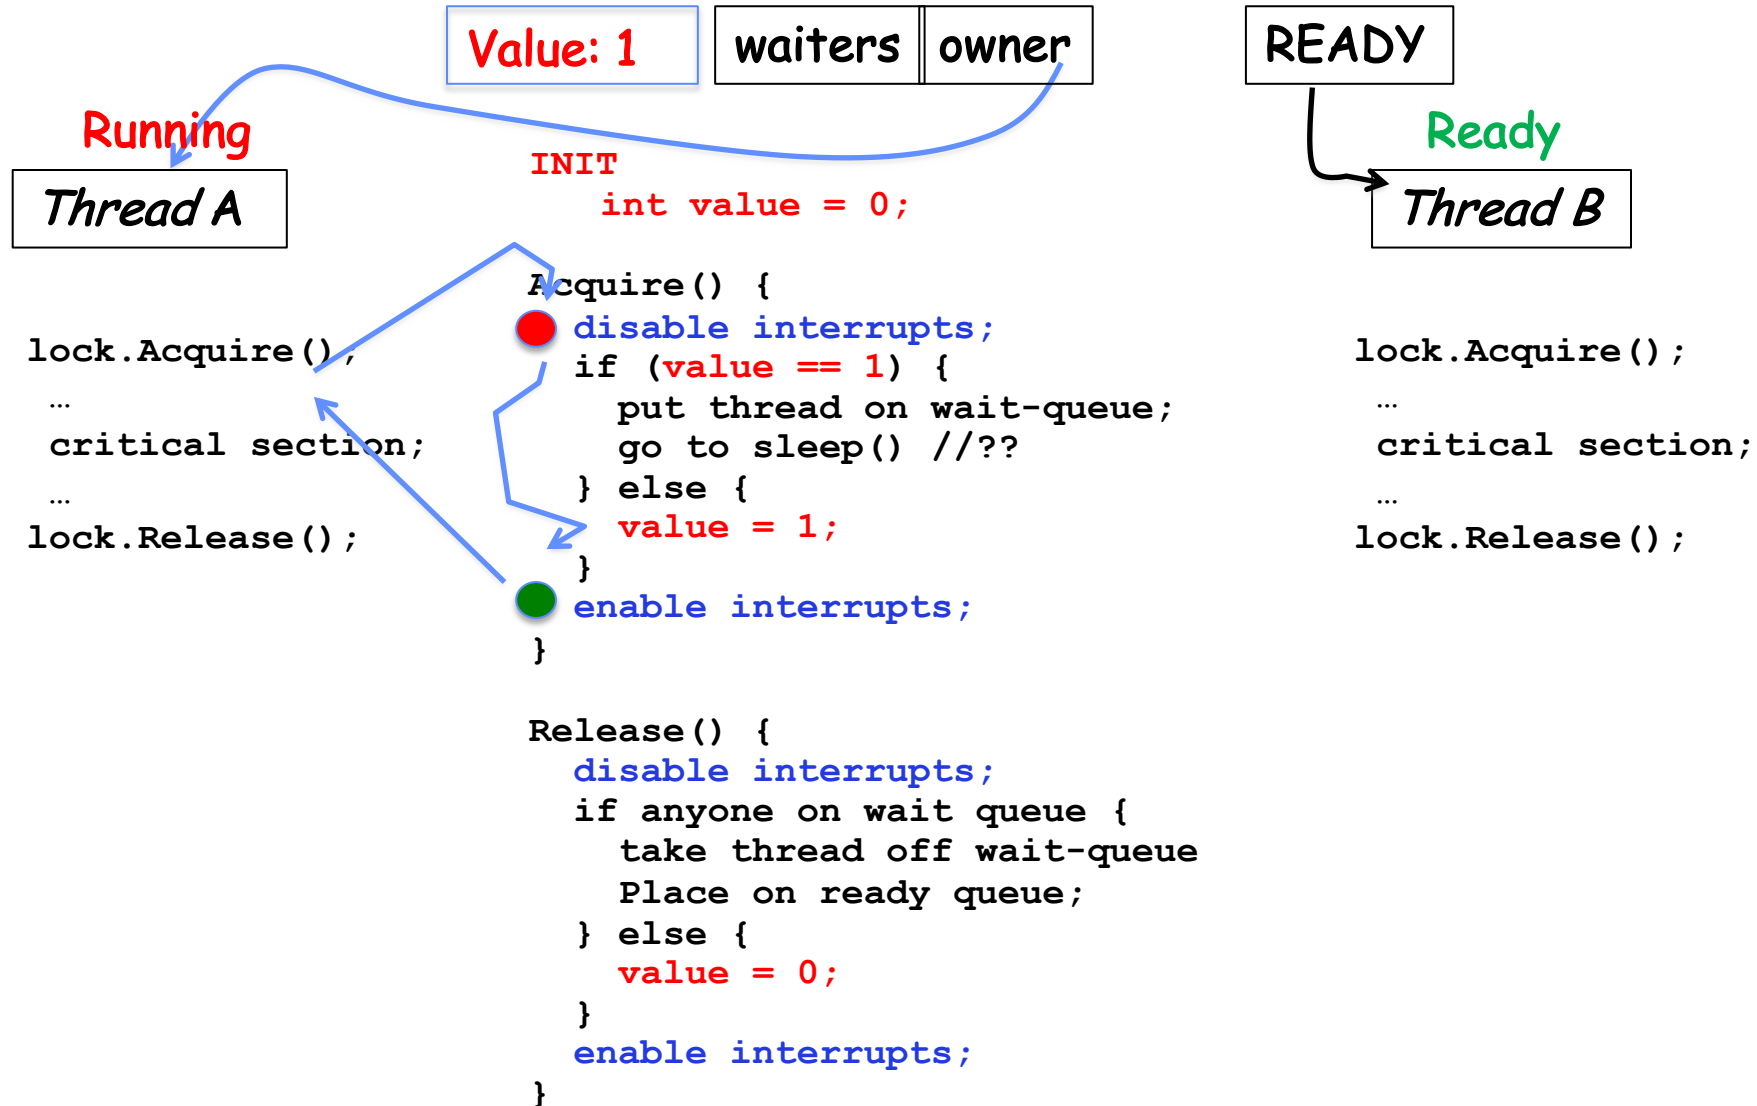 Value: 1
waiters
owner
READY
Running
Ready
Thread A
Thread B
INIT
int value = 0;
lock.Acquire();
…
critical section;
…
lock.Release();
Acquire() {
disable interrupts;
if (value == 1) {
put thread on wait-queue;
go to sleep() //??
} else {
value = 1;
}
enable interrupts;
}
Release() {
disable interrupts;
if anyone on wait queue {
take thread off wait-queue
Place on ready queue;
} else {
value = 0;
}
enable interrupts;
}
lock.Acquire();
…
critical section;
…
lock.Release();